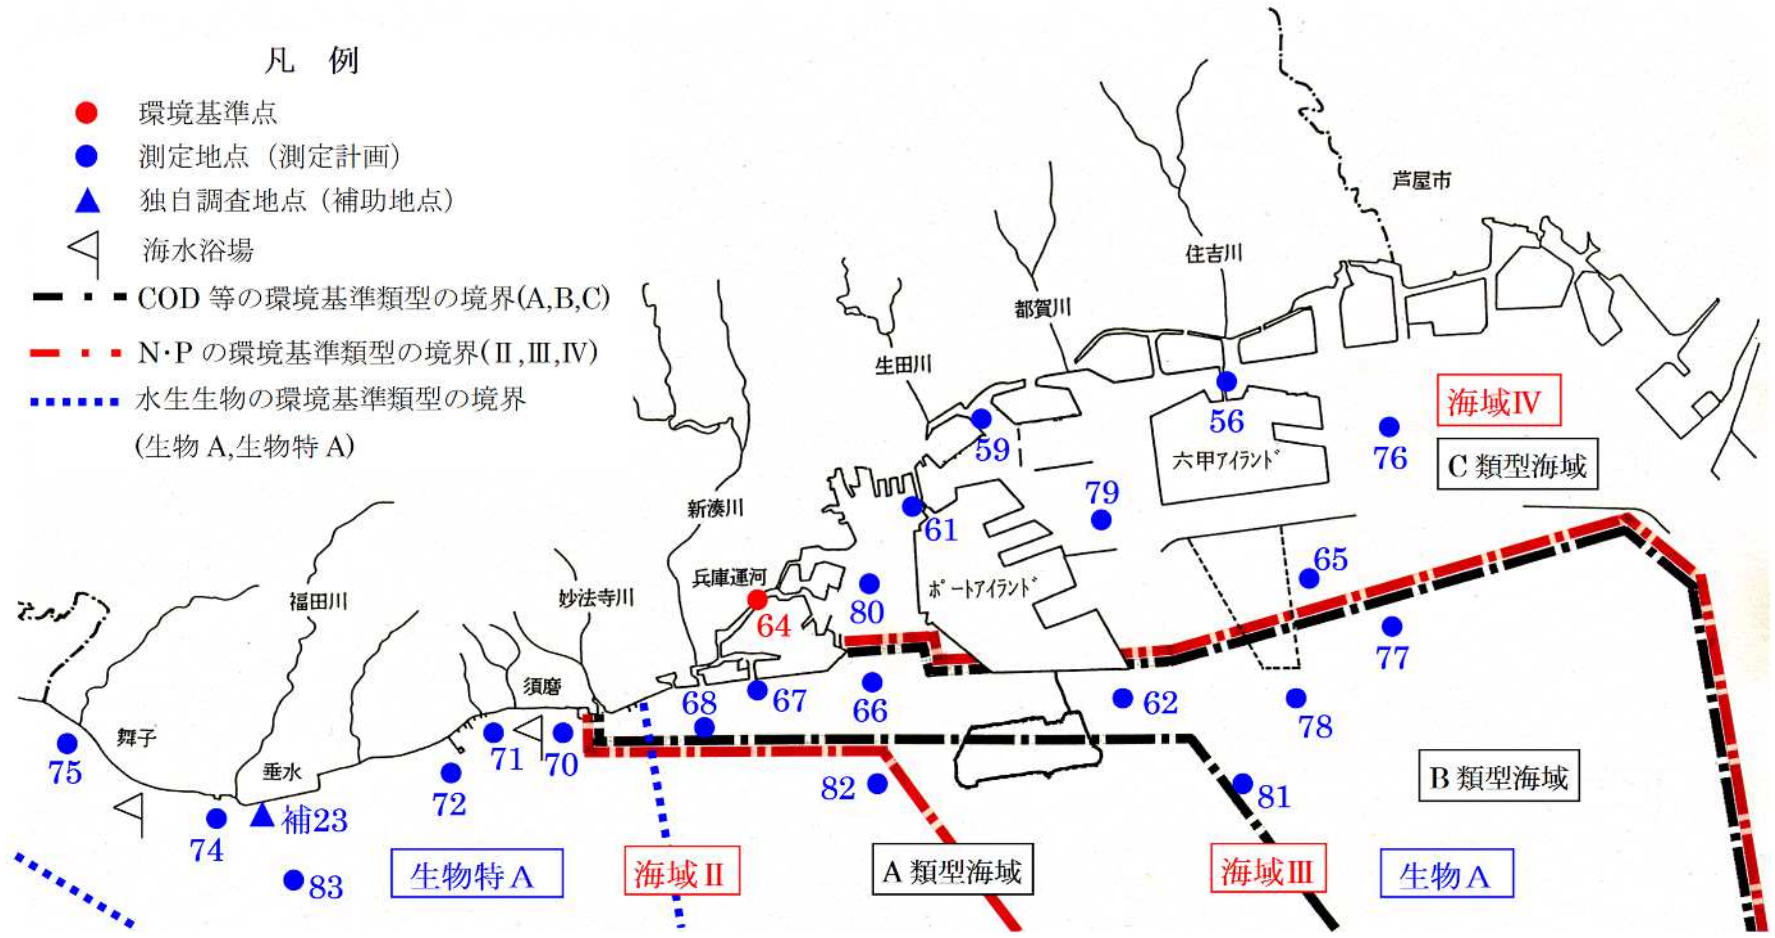 凡 例
環境基準点
測定地点（測定計画）
独自調査地点（補助地点）
海水浴場
COD 等の環境基準類型の境界(A,B,C)
N·P の環境基準類型の境界(Ⅱ,Ⅲ,Ⅳ)
水生生物の環境基準類型の境界
(生物 A,生物特 A)
芦屋市
住吉川
都賀川
生田川
56
59
76
海域Ⅳ
C 類型海域
六甲アイランド
79
新湊川
61
65
兵庫運河
64
80
ポートアイランド
福田川
妙法寺川
77
須磨
68
67
66
62
78
舞子
75
71
70
垂水
72
82
81
B 類型海域
74
補23
83
生物特A
海域Ⅱ
A 類型海域
海域Ⅲ
生物A